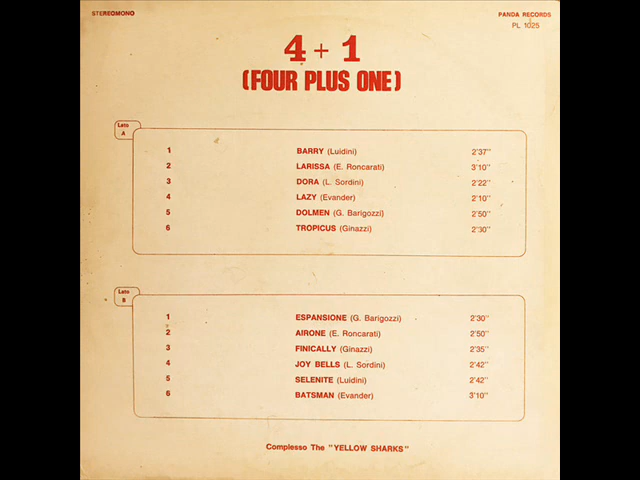 STEREOMONO
PANDA RECORDS
PL 1025
4 + 1
(FOUR PLUS ONE)
Lato
A
1 BARRY (Luidini) 2'37"
2 LARISSA (E. Roncarati) 3'10"
3 DORA (L. Sordini) 2'22"
4 LAZY (Evander) 2'10"
5 DOLMEN (G. Barigozzi) 2'50"
6 TROPICUS (Ginazzi) 2'30"
Lato
B
1 ESPANSIONE (G. Barigozzi) 2'30"
2 AIRONE (E. Roncarati) 2'50"
3 FINICALLY (Ginazzi) 2'35"
4 JOY BELLS (L. Sordini) 2'42"
5 SELENITE (Luidini) 2'42"
6 BATSMAN (Evander) 3'10"
Complesso The "YELLOW SHARKS"